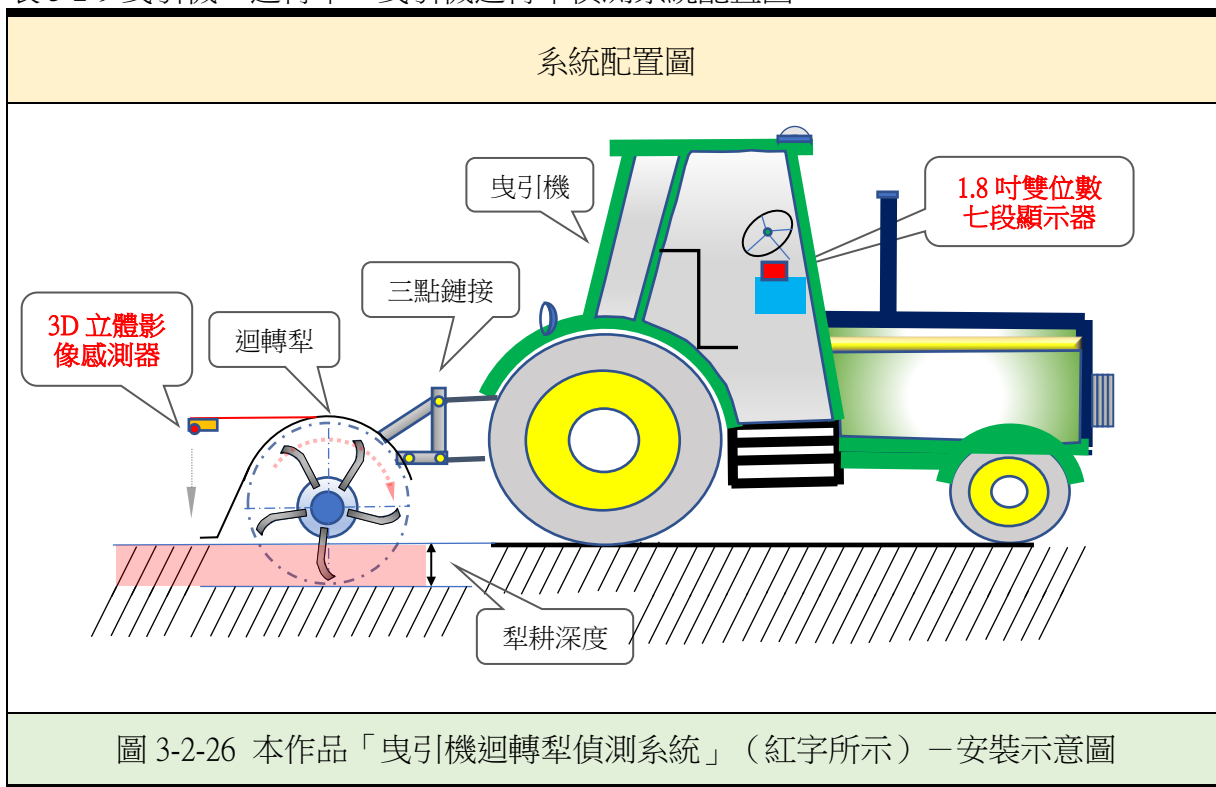 系統配置圖
曳引機
1.8 吋雙位數
七段顯示器
三點鏈接
3D 立體影
像感測器
迴轉犁
犁耕深度
圖 3-2-26 本作品「曳引機迴轉犁偵測系統」（紅字所示）－安裝示意圖